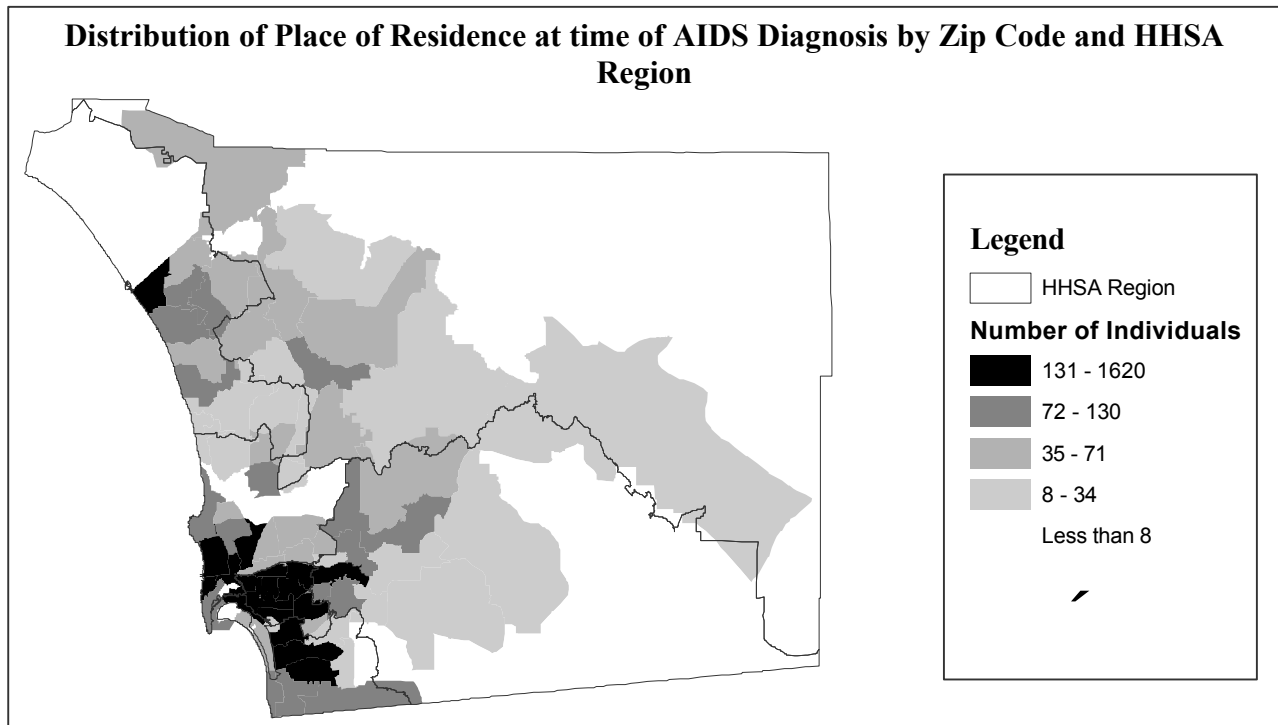 Distribution of Place of Residence at time of AIDS Diagnosis by Zip Code and HHSA
Region
Legend
HHSA Region
Number of Individuals
131 - 1620
72 - 130
35 - 71
8 - 34
Less than 8